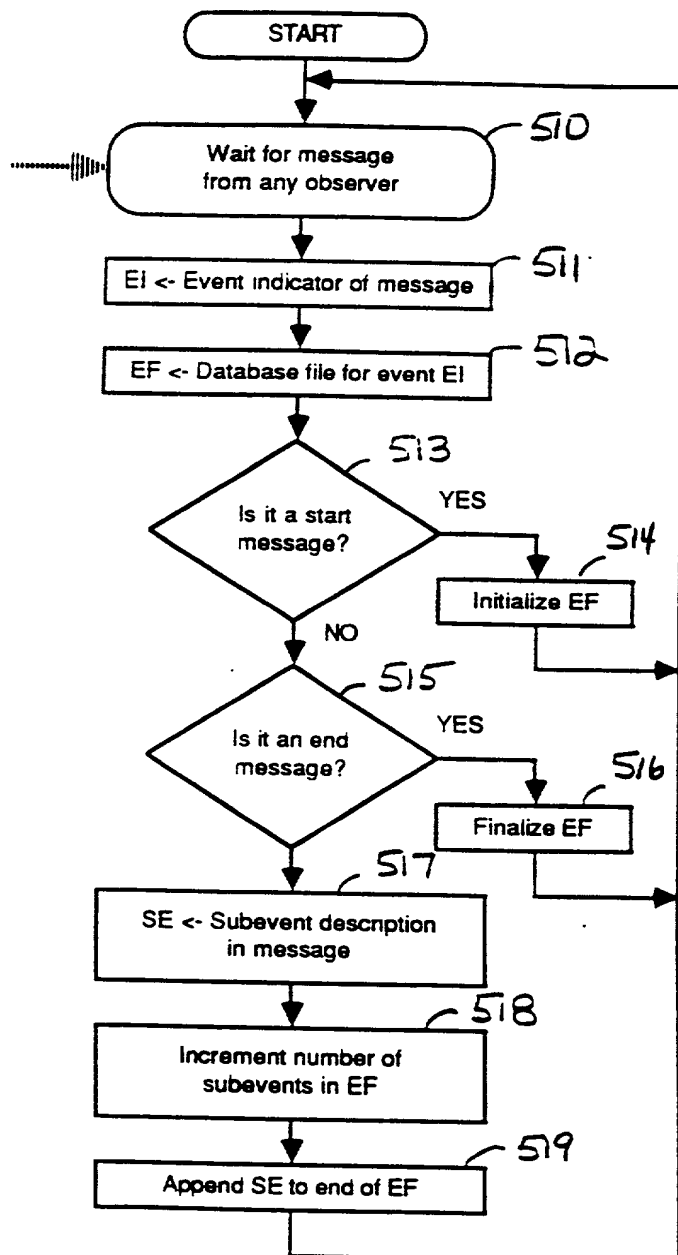 START
510
Wait for message
from any observer
511
EI <- Event indicator of message
512
EF <- Database file for event EI
513
Is it a start
message?
YES
514
Initialize EF
NO
515
Is it an end
message?
YES
516
Finalize EF
517
SE <- Subevent description
in message
518
Increment number of
subevents in EF
519
Append SE to end of EF